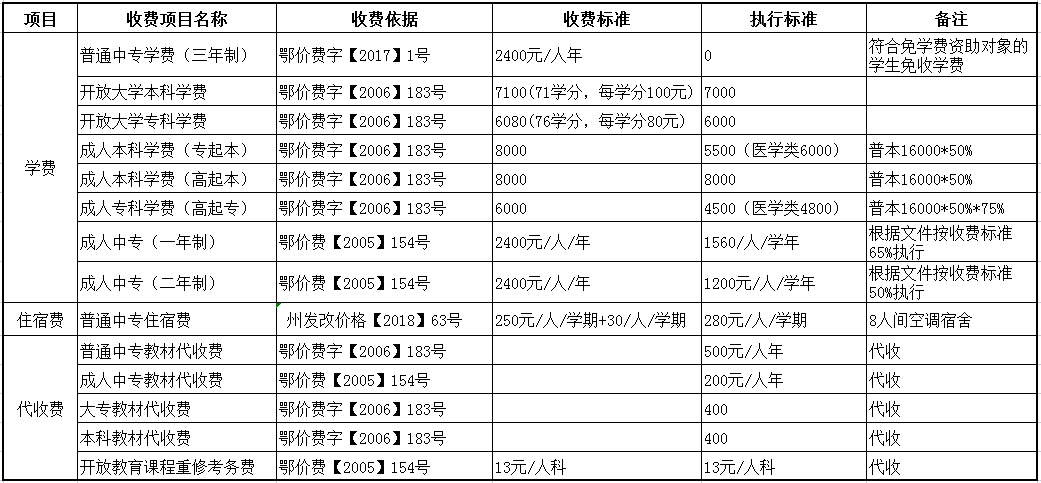 项目 收费项目名称 收费依据 收费标准 执行标准 备注
学费
普通中专学费（三年制） 鄂价费字【2017】1号 2400元/人年 0 符合免学费资助对象的
学生免收学费
开放大学本科学费 鄂价费字【2006】183号 7100(71学分，每学分100元) 7000
开放大学专科学费 鄂价费字【2006】183号 6080(76学分，每学分80元) 6000
成人本科学费（专起本） 鄂价费字【2006】183号 8000 5500（医学类6000） 普本16000*50%
成人本科学费（高起本） 鄂价费字【2006】183号 8000 8000 普本16000*50%
成人专科学费（高起专） 鄂价费字【2006】183号 6000 4500（医学类4800） 普本16000*50%*75%
成人中专（一年制） 鄂价费【2005】154号 2400元/人/年 1560/人/学年 根据文件按收费标准
65%执行
成人中专（二年制） 鄂价费【2005】154号 2400元/人/年 1200元/人/学年 根据文件按收费标准
50%执行
住宿费 普通中专住宿费 州发改价格【2018】63号 250元/人/学期+30/人/学期 280元/人/学期 8人间空调宿舍
代收费
普通中专教材代收费 鄂价费字【2006】183号 500元/人年 代收
成人中专教材代收费 鄂价费【2005】154号 200元/人年 代收
大专教材代收费 鄂价费字【2006】183号 400 代收
本科教材代收费 鄂价费字【2006】183号 400 代收
开放教育课程重修考务费 鄂价费【2005】154号 13元/人科 13元/人科 代收